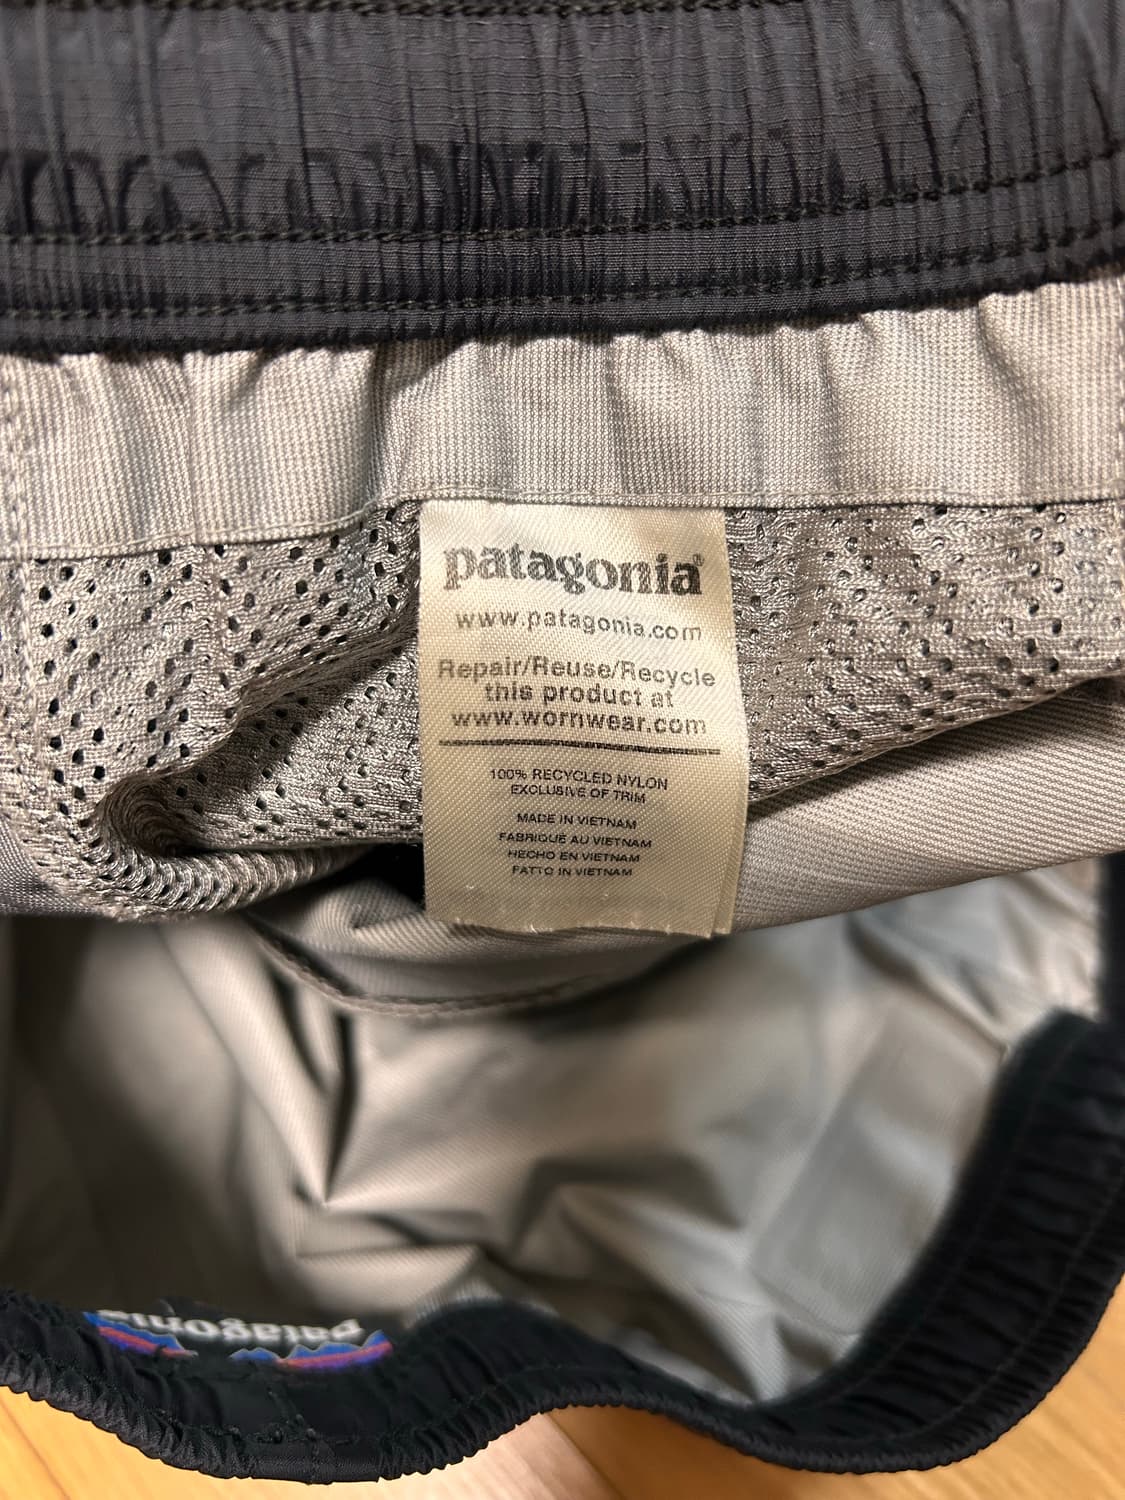 patagonia®
www.patagonia.com
Repair/Reuse/Recycle
this product at
www.wornwear.com
100% RECYCLED NYLON
EXCLUSIVE OF TRIM
MADE IN VIETNAM
FABRIQUÉ AU VIETNAM
HECHO EN VIETNAM
FATTO IN VIETNAM
patagonia